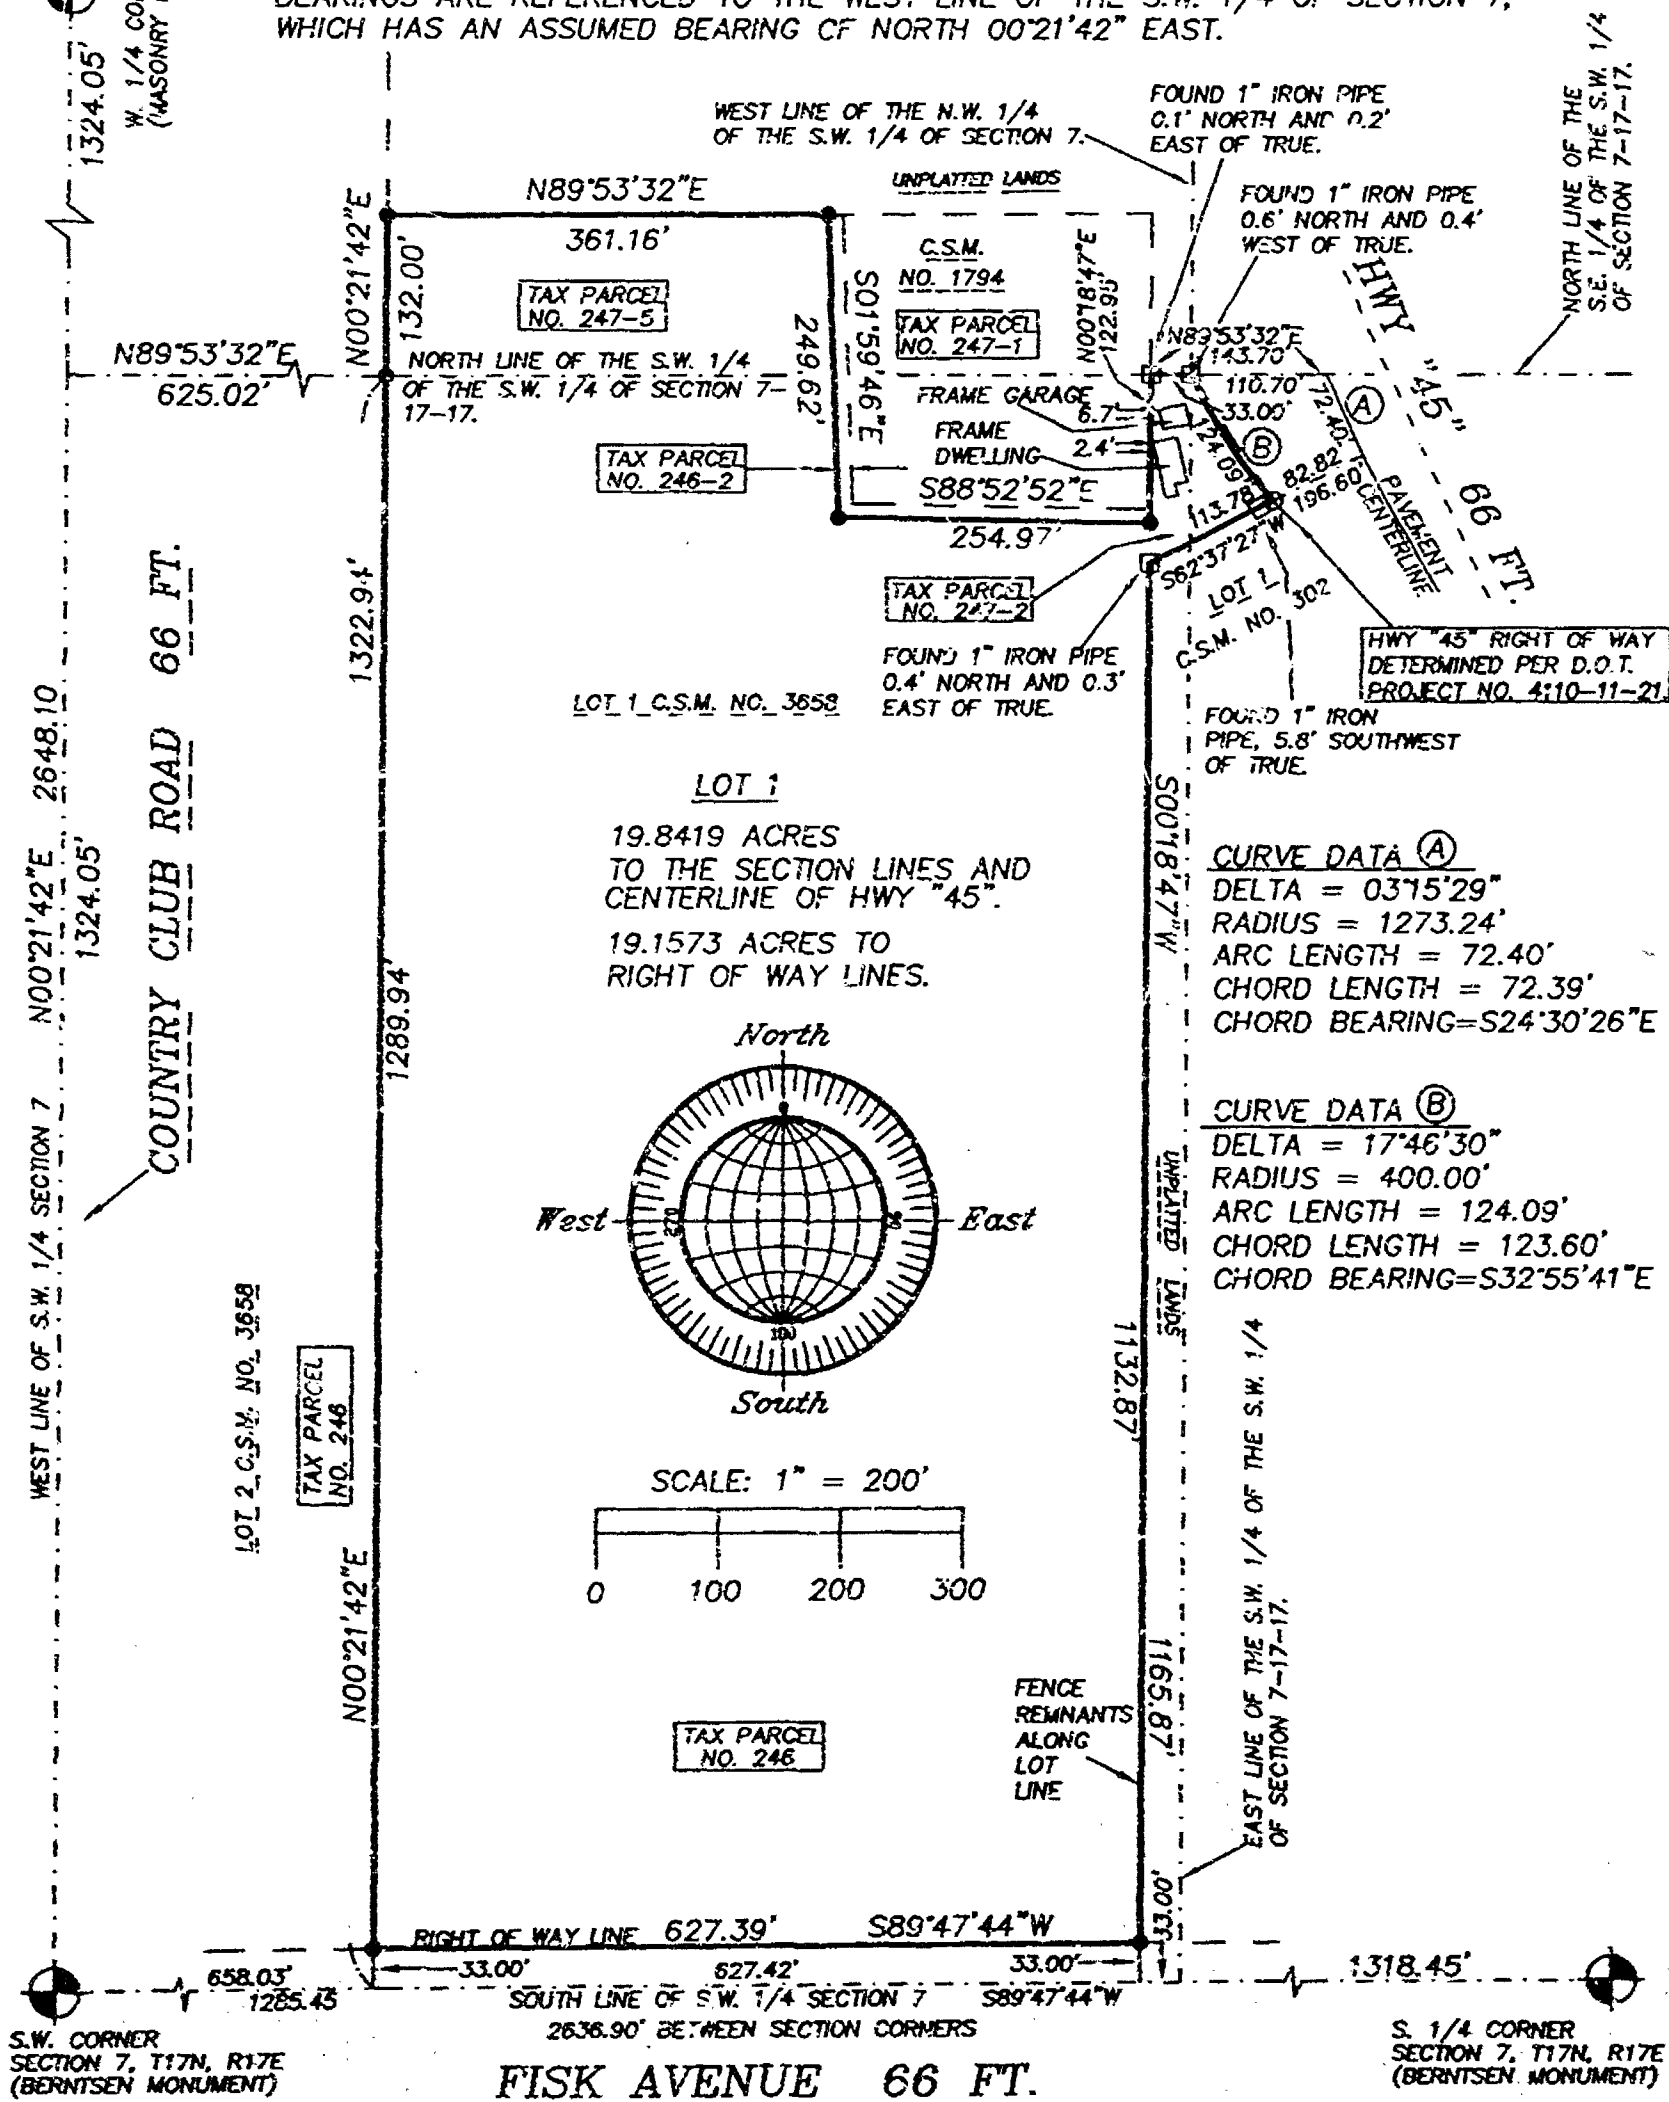 BEARINGS ARE REFERENCED TO THE WEST LINE OF THE S.W. 1/4 OF SECTION 7,
WHICH HAS AN ASSUMED BEARING CF NORTH 00°21'42" EAST.
1324.05'
W. 1/4
(MASONRY
WEST LINE OF THE N.W. 1/4
OF THE S.W. 1/4 OF SECTION 7.
FOUND 1" IRON PIPE
0.1' NORTH AND 0.2'
EAST OF TRUE.
NORTH LINE OF THE
S.E. 1/4 OF THE S.W. 1/4
OF SECTION 7-17-17.
UNPLATTED LANDS
FOUND 1" IRON PIPE
0.6' NORTH AND 0.4'
WEST OF TRUE.
N89°53'32"E
361.16'
N00°21'42"E
132.00'
C.S.M.
NO. 1794
TAX PARCEL
NO. 247-5
TAX PARCEL
NO. 247-1
S01°59'46"E
249.62'
N00°18'47"E
122.95'
HWY "45" 66 FT.
N89°53'32"E
625.02'
NORTH LINE OF THE S.W. 1/4
OF THE S.W. 1/4 OF SECTION 7-
17-17.
N89°53'32"E
143.70'
110.70'
33.00'
72.40'
A
B
124.09'
FRAME GARAGE
6.7'
FRAME
DWELLING
2.4'
TAX PARCEL
NO. 246-2
S88°52'52"E
254.97'
113.78'
82.82'
196.60'
S62°37'27"W
PAVEMENT
CENTERLINE
TAX PARCEL
NO. 247-2
LOT 1
C.S.M. NO. 302
HWY "45" RIGHT OF WAY
DETERMINED PER D.O.T.
PROJECT NO. 4110-11-21.
FOUND 1" IRON PIPE
0.4' NORTH AND 0.3'
EAST OF TRUE.
FOUND 1" IRON
PIPE, 5.8' SOUTHWEST
OF TRUE.
1322.94'
LOT 1 C.S.M. NO. 3658
LOT 1
19.8419 ACRES
TO THE SECTION LINES AND
CENTERLINE OF HWY "45".
19.1573 ACRES TO
RIGHT OF WAY LINES.
S00°18'47"W
CURVE DATA A
DELTA = 03°15'29"
RADIUS = 1273.24'
ARC LENGTH = 72.40'
CHORD LENGTH = 72.39'
CHORD BEARING=S24°30'26"E
CURVE DATA B
DELTA = 17°46'30"
RADIUS = 400.00'
ARC LENGTH = 124.09'
CHORD LENGTH = 123.60'
CHORD BEARING=S32°55'41"E
WEST LINE OF S.W. 1/4 SECTION 7 N00°21'42"E 2648.10
1324.05'
COUNTRY CLUB ROAD 66 FT.
1289.94'
North
West
270
East
South
UNPLATTED LANDS
1132.87'
LOT 2 C.S.M. NO. 3658
TAX PARCEL
NO. 246
SCALE: 1" = 200'
0 100 200 300
N00°21'42"E
TAX PARCEL
NO. 246
FENCE
REMNANTS
ALONG
LOT
LINE
1165.87'
33.00'
EAST LINE OF THE S.W. 1/4 OF THE S.W. 1/4
OF SECTION 7-17-17.
RIGHT OF WAY LINE 627.39' S89°47'44"W
33.00' 627.42' 33.00'
658.03'
1285.45
1318.45'
SOUTH LINE OF S.W. 1/4 SECTION 7 S89°47'44"W
2636.90' BETWEEN SECTION CORNERS
S.W. CORNER
SECTION 7, T17N, R17E
(BERNTSEN MONUMENT)
FISK AVENUE 66 FT.
S. 1/4 CORNER
SECTION 7, T17N, R17E
(BERNTSEN MONUMENT)